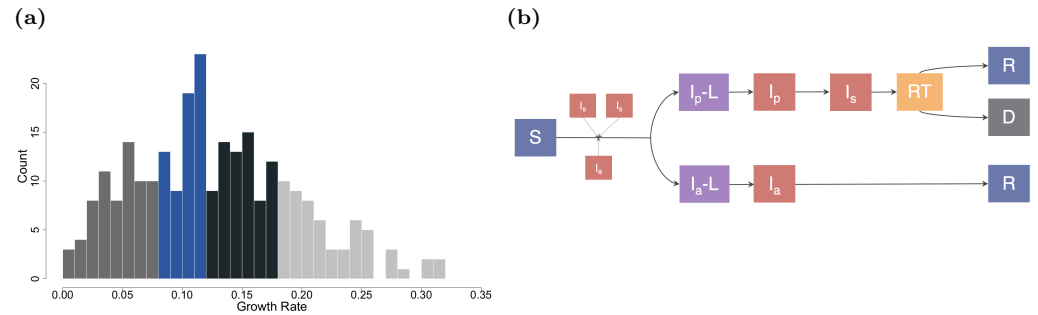 (a)
Count
0
5
10
15
20
0.00 0.05 0.10 0.15 0.20 0.25 0.30 0.35
Growth Rate
(b)
S
Is Is
Ia
Ip-L Ip Is RT
R
D
Ia-L Ia R